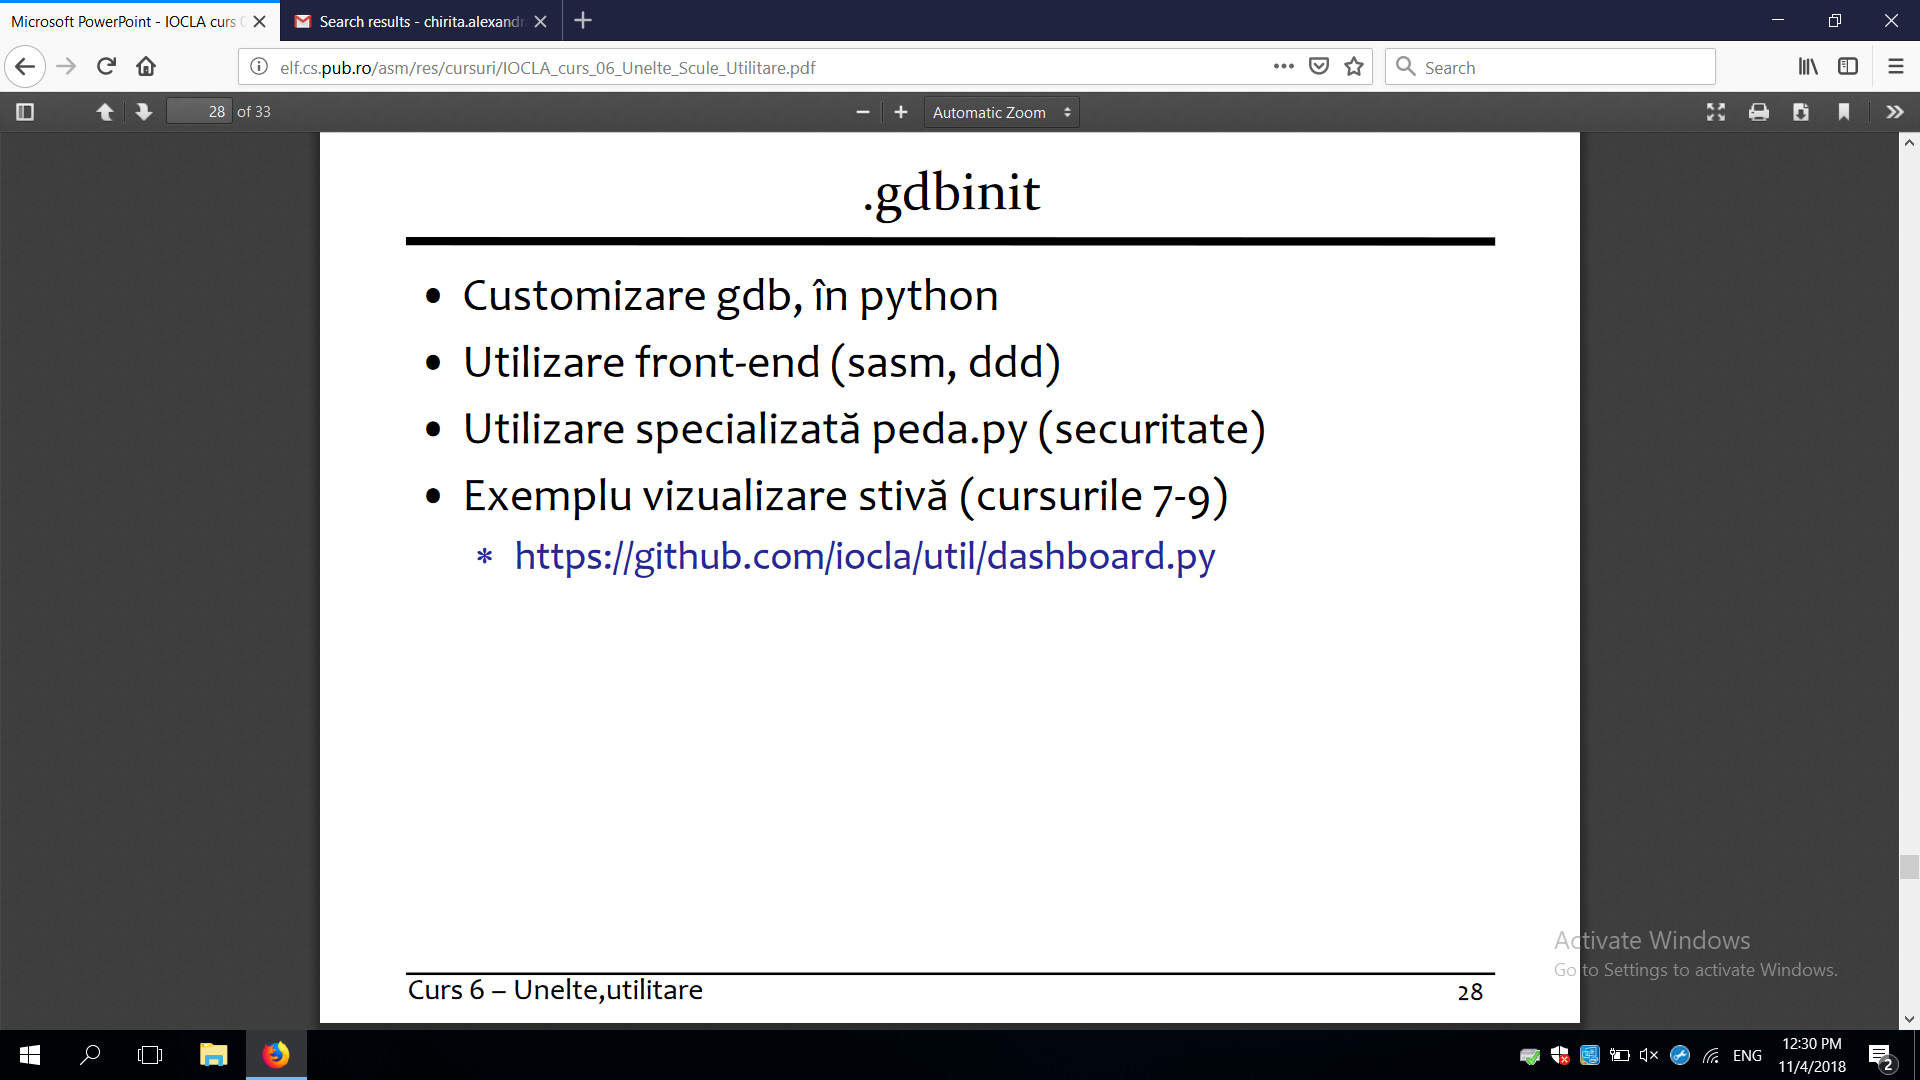 Microsoft PowerPoint - IOCLA curs
Search results - chirita.alexandr
elf.cs.pub.ro/asm/res/cursuri/IOCLA_curs_06_Unelte_Scule_Utilitare.pdf
Search
28 of 33
Automatic Zoom
.gdbinit
• Customizare gdb, în python
• Utilizare front-end (sasm, ddd)
• Utilizare specializată peda.py (securitate)
• Exemplu vizualizare stivă (cursurile 7-9)
* https://github.com/iocla/util/dashboard.py
Curs 6 – Unelte,utilitare
28
Activate Windows
Go to Settings to activate Windows.
ENG
12:30 PM
11/4/2018
2